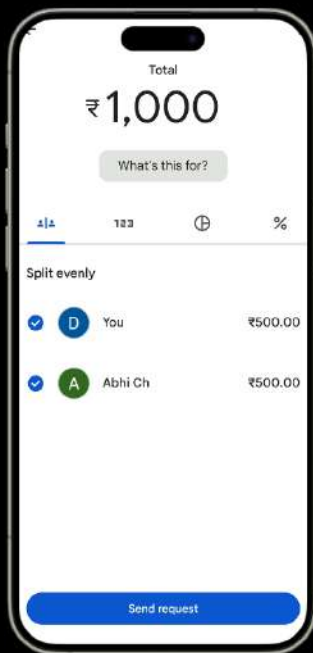 Total
₹1,000
What's this for?
123 %
Split evenly
D You ₹500.00
A Abhi Ch ₹500.00
Send request